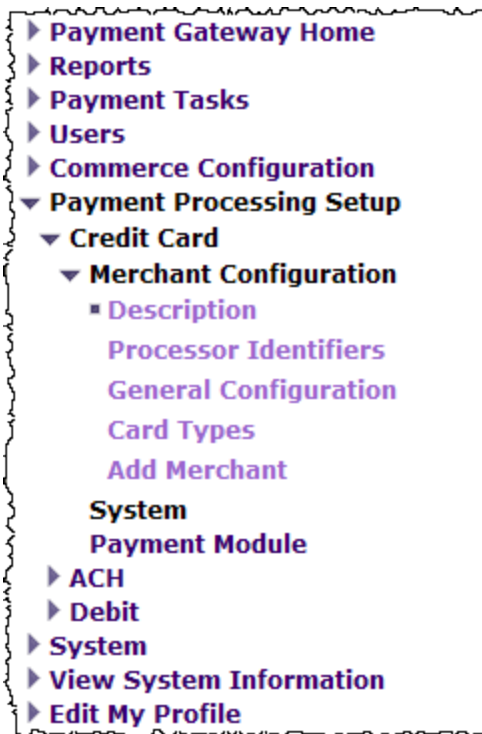 Payment Gateway Home
Reports
Payment Tasks
Users
Commerce Configuration
Payment Processing Setup
Credit Card
Merchant Configuration
Description
Processor Identifiers
General Configuration
Card Types
Add Merchant
System
Payment Module
ACH
Debit
System
View System Information
Edit My Profile